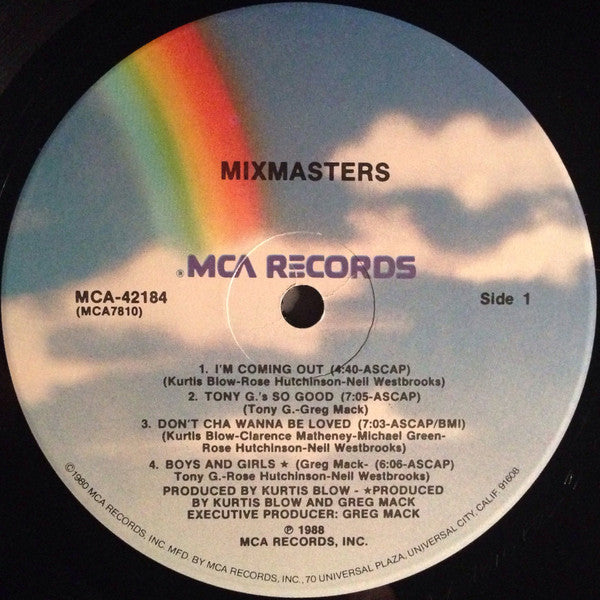 MIXMASTERS
® MCA RECORDS
MCA-42184
(MCA7810)
Side 1
1. I'M COMING OUT (4:40-ASCAP)
(Kurtis Blow-Rose Hutchinson-Neil Westbrooks)
2. TONY G.'s SO GOOD (7:05-ASCAP)
(Tony G.-Greg Mack)
3. DON'T CHA WANNA BE LOVED (7:03-ASCAP/BMI)
(Kurtis Blow-Clarence Matheney-Michael Green-
Rose Hutchinson-Neil Westbrooks)
4. BOYS AND GIRLS ★ (Greg Mack- (6:06-ASCAP)
Tony G.-Rose Hutchinson-Neil Westbrooks)
PRODUCED BY KURTIS BLOW - ★PRODUCED
BY KURTIS BLOW AND GREG MACK
EXECUTIVE PRODUCER: GREG MACK
℗ 1988
MCA RECORDS, INC.
©1980 MCA RECORDS, INC. MFD. BY MCA RECORDS, INC., 70 UNIVERSAL PLAZA, UNIVERSAL CITY, CALIF. 91608